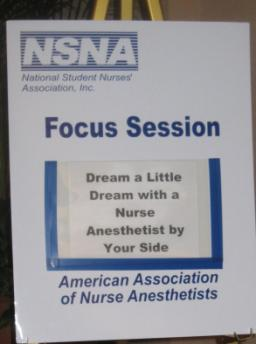 NSNA
National Student Nurses'
Association, Inc.
Focus Session
Dream a Little
Dream with a
Nurse
Anesthetist by
Your Side
American Association
of Nurse Anesthetists